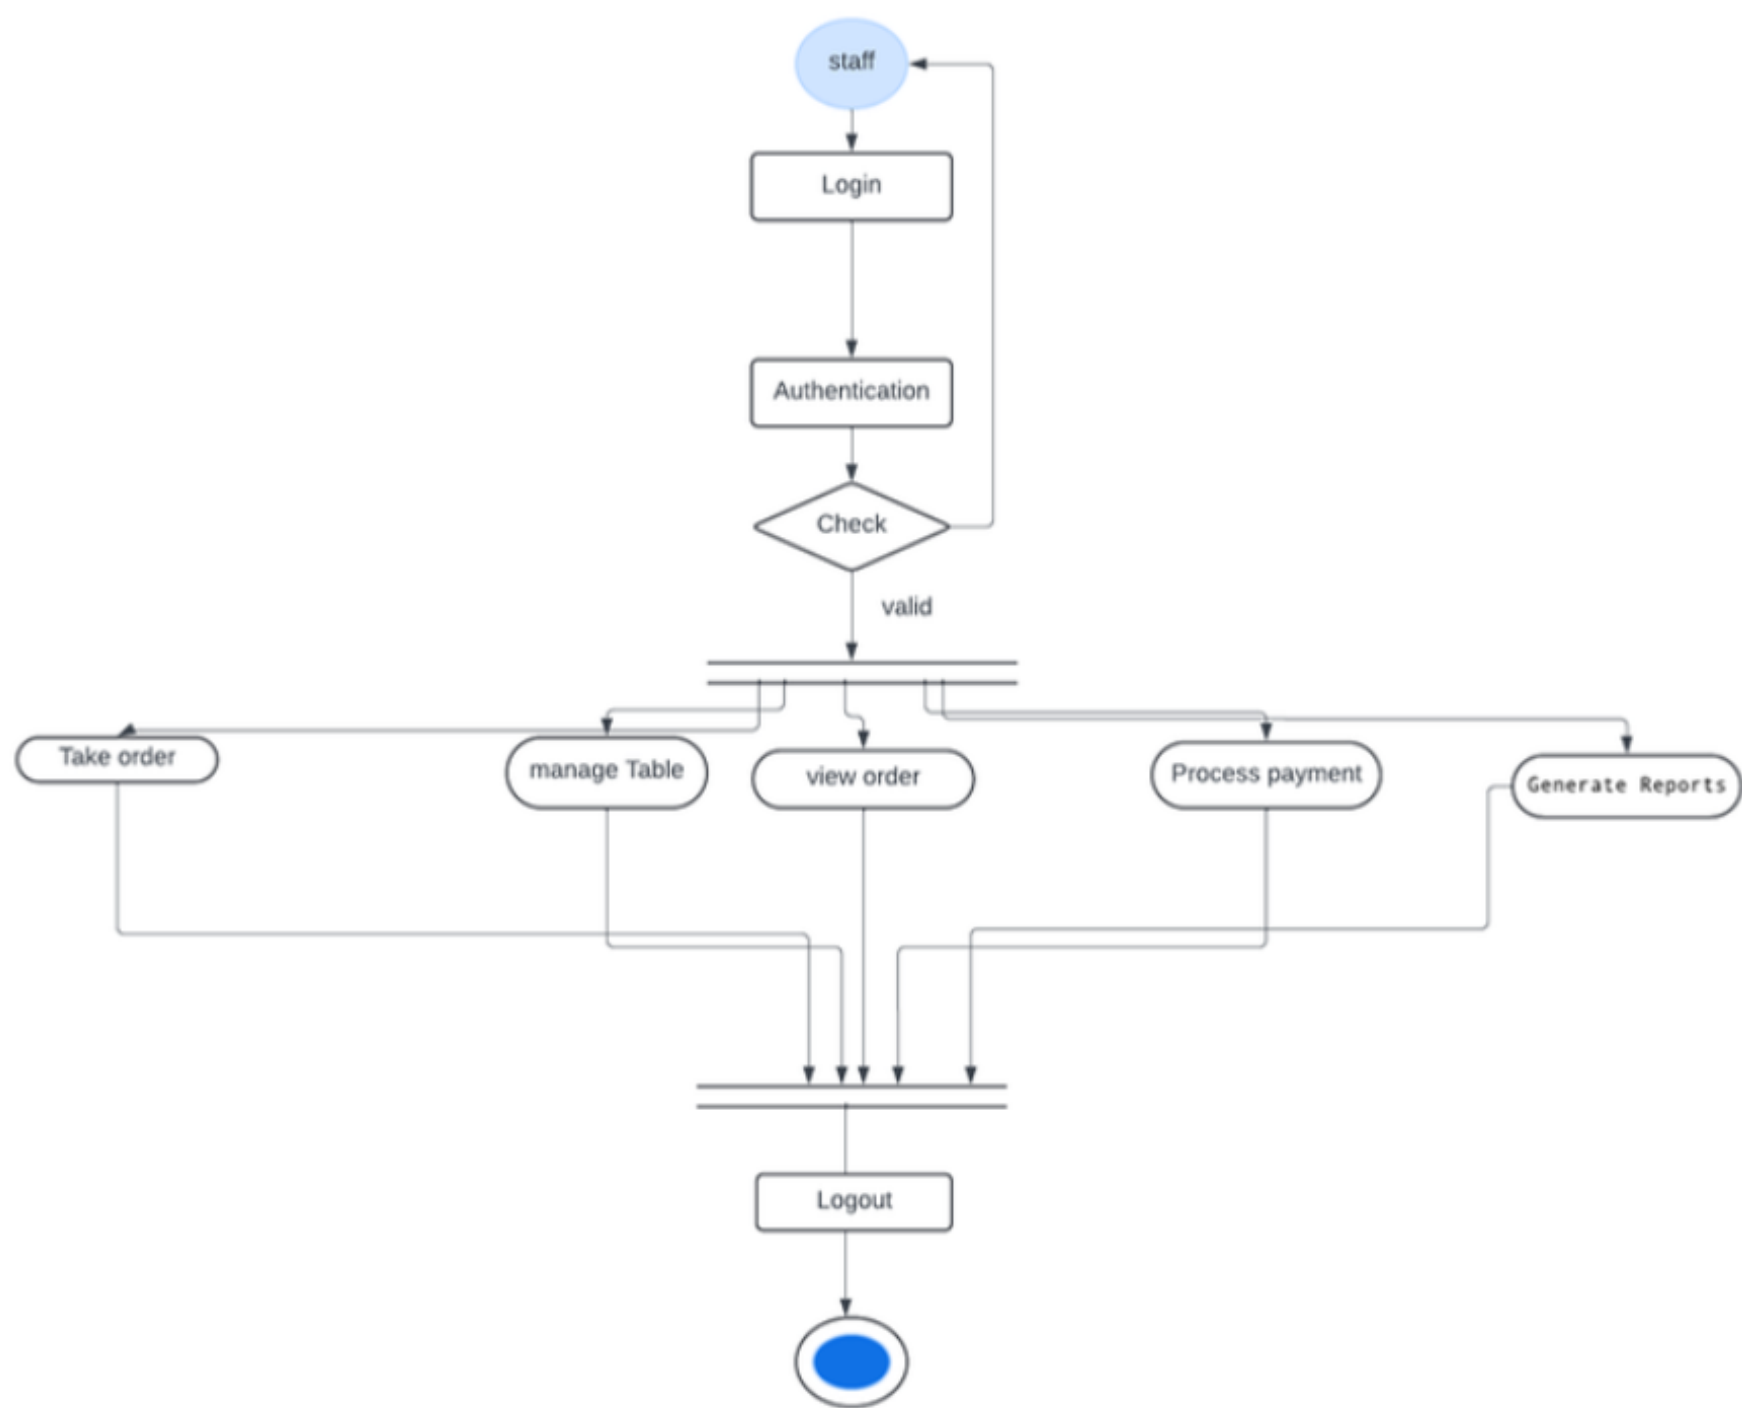 staff
Login
Authentication
Check
valid
Take order
manage Table
view order
Process payment
Generate Reports
Logout